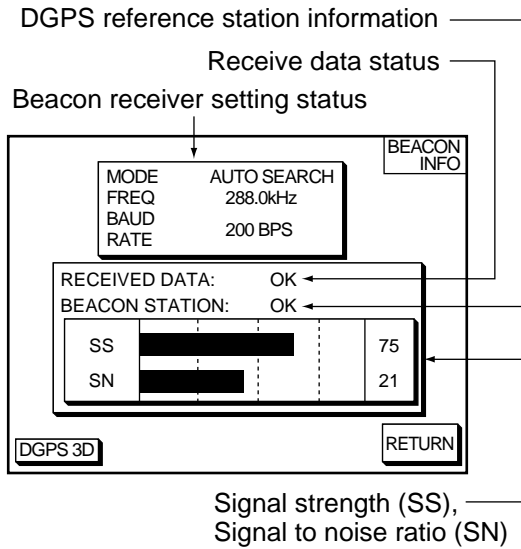 DGPS reference station information
Receive data status
Beacon receiver setting status
BEACON
INFO
MODE AUTO SEARCH
FREQ 288.0kHz
BAUD
RATE 200 BPS
RECEIVED DATA: OK
BEACON STATION: OK
SS 75
SN 21
DGPS 3D
RETURN
Signal strength (SS),
Signal to noise ratio (SN)